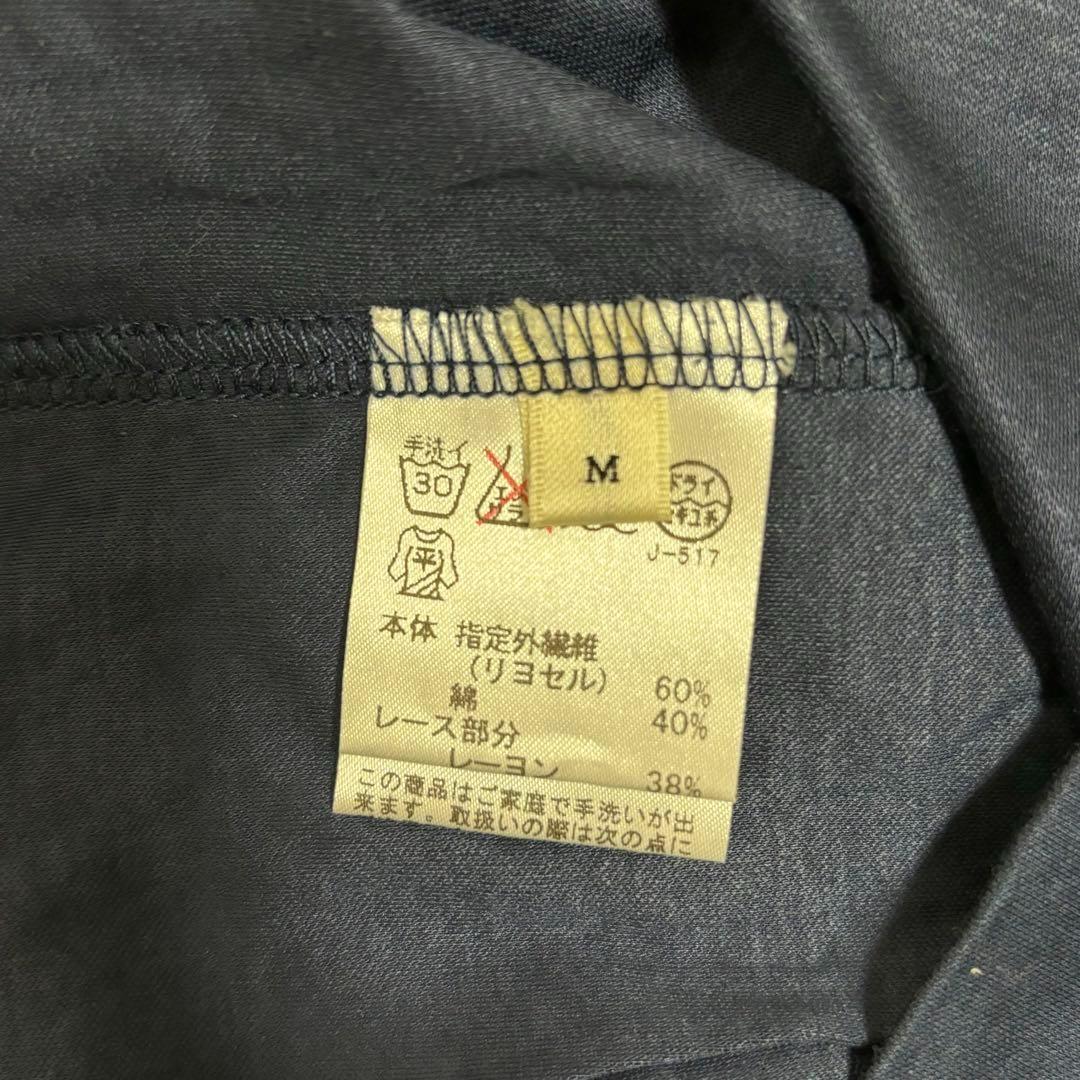 手洗イ
30
M
ドライ
J-517
平
本体 指定外繊維
(リヨセル) 60%
綿 40%
レース部分
レーヨン 38%
この商品はご家庭で手洗いが出
来ます。取扱いの際は次の点に